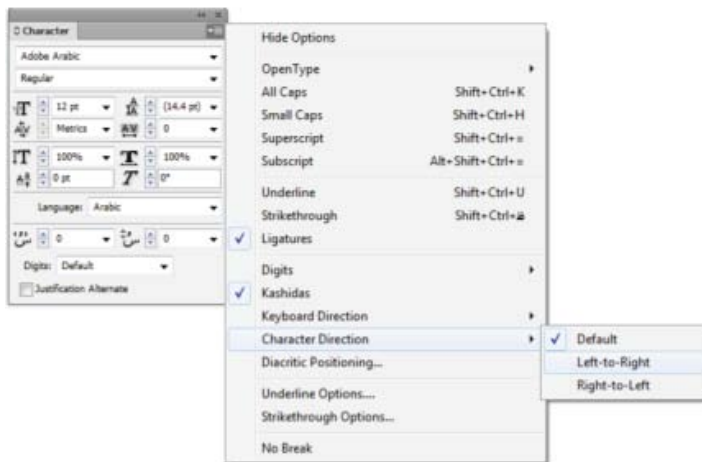 Character
Adobe Arabic
Regular
12 pt
(14.4 pt)
Metrics
0
100%
100%
0 pt
0°
Language: Arabic
0
0
Digits: Default
Justification Alternate
Hide Options
OpenType
All Caps Shift+Ctrl+K
Small Caps Shift+Ctrl+H
Superscript Shift+Ctrl+=
Subscript Alt+Shift+Ctrl+=
Underline Shift+Ctrl+U
Strikethrough Shift+Ctrl+
Ligatures
Digits
Kashidas
Keyboard Direction
Character Direction
Diacritic Positioning...
Underline Options....
Strikethrough Options...
No Break
Default
Left-to-Right
Right-to-Left